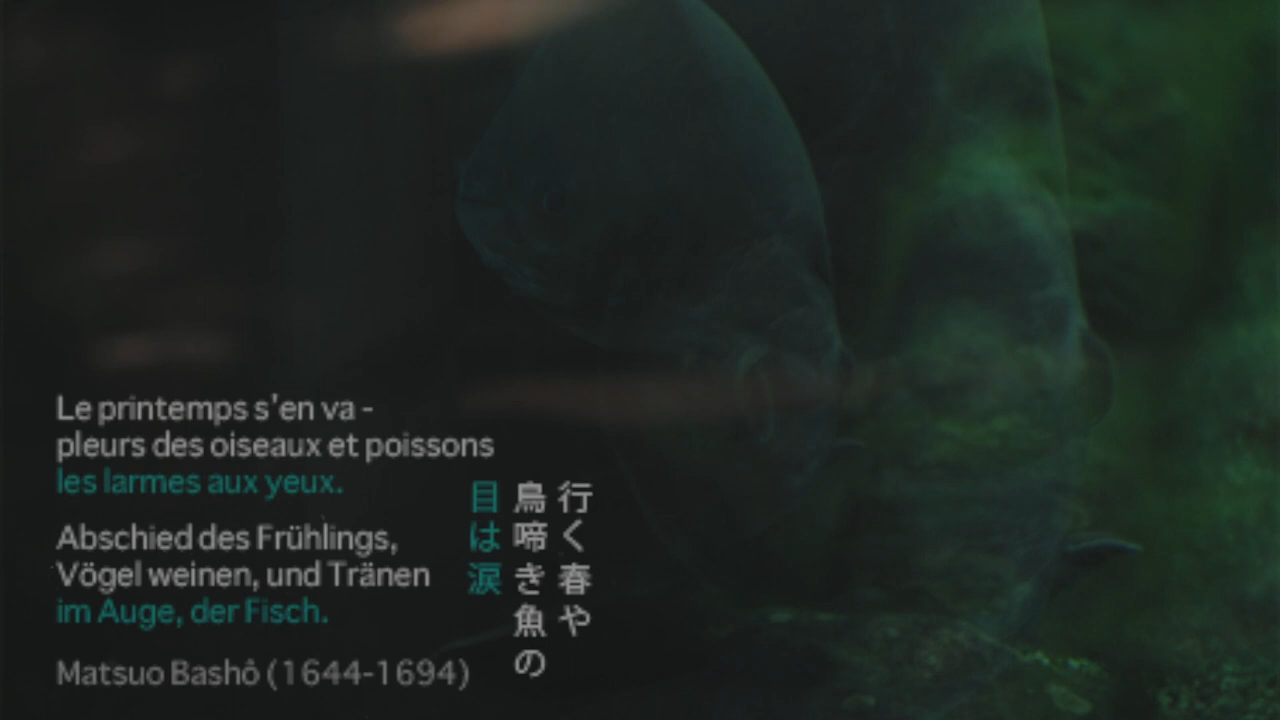 Le printemps s'en va -
pleurs des oiseaux et poissons
les larmes aux yeux.
Abschied des Frühlings,
Vögel weinen, und Tränen
im Auge, der Fisch.
行く春や
鳥啼き魚の
目は涙
Matsuo Bashô (1644-1694)